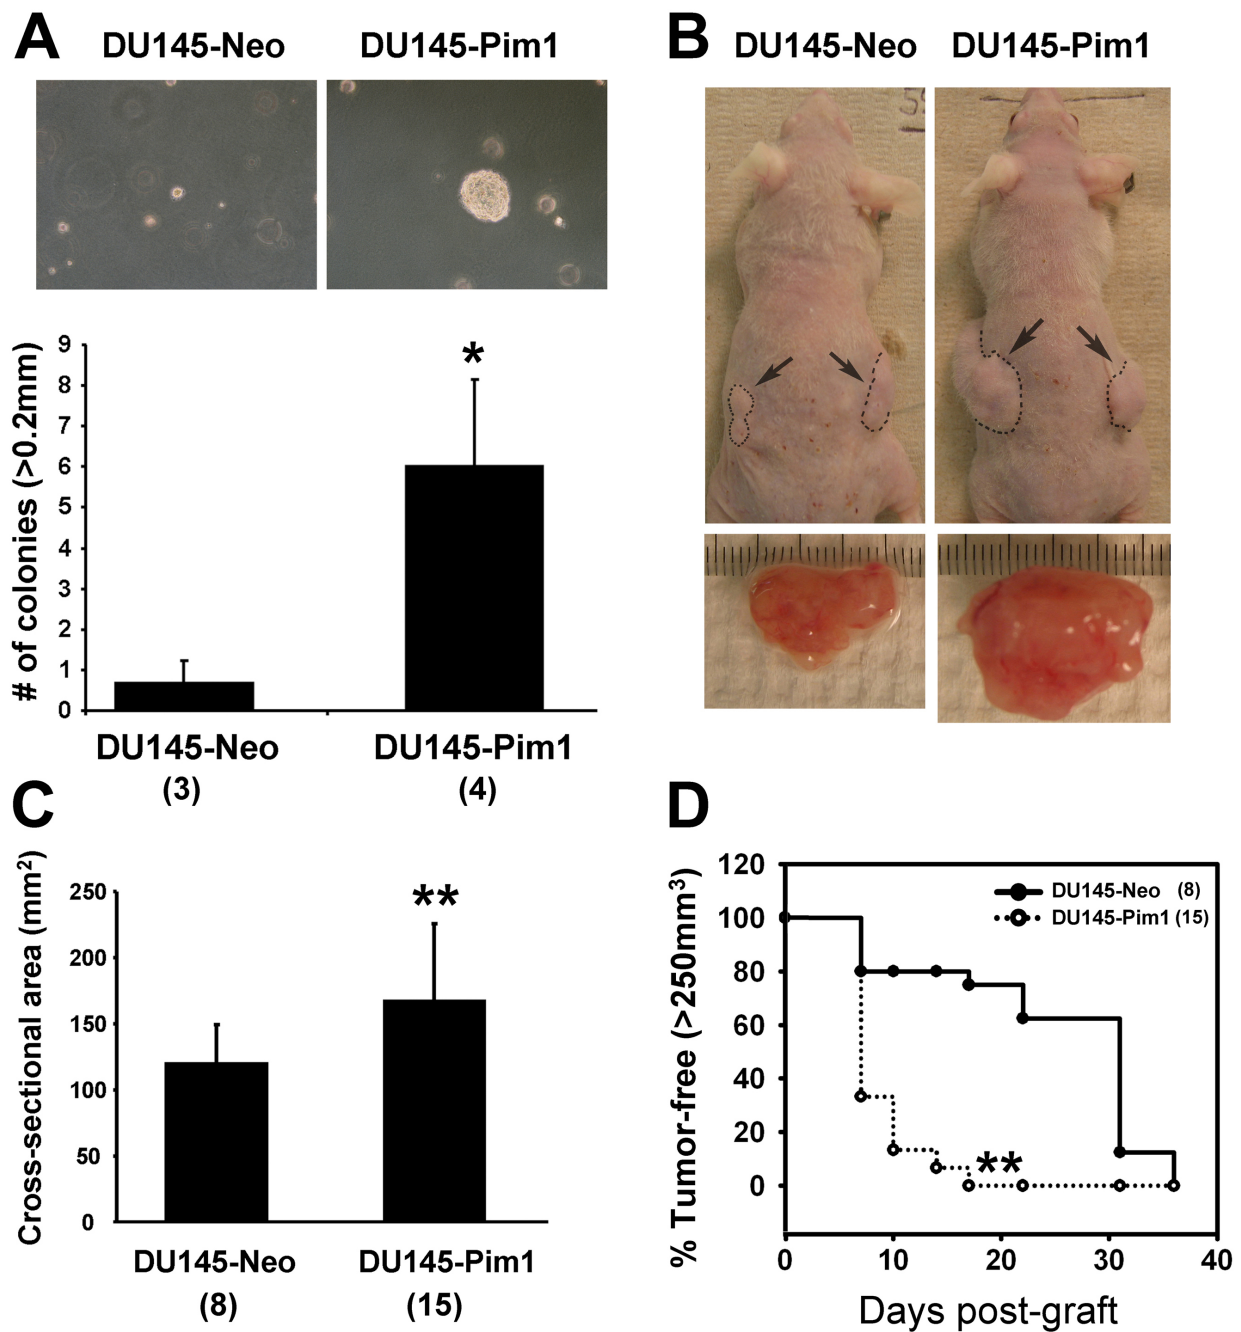 A
DU145-Neo
DU145-Pim1
# of colonies (>0.2mm)
9
8
7
6
5
4
3
2
1
0
*
DU145-Neo
DU145-Pim1
(3)
(4)
B
DU145-Neo
DU145-Pim1
C
Cross-sectional area (mm²)
250
200
150
100
50
0
**
DU145-Neo
DU145-Pim1
(8)
(15)
D
% Tumor-free (>250mm³)
120
100
80
60
40
20
0
DU145-Neo (8)
DU145-Pim1 (15)
**
0 10 20 30 40
Days post-graft